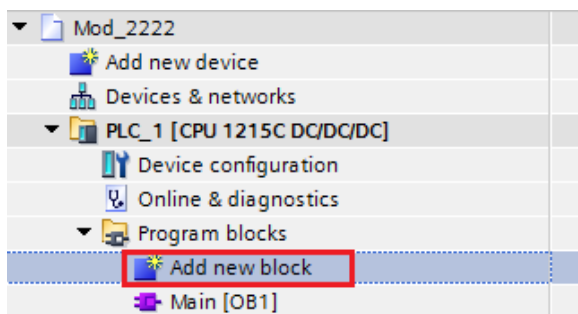 Mod_2222
Add new device
Devices & networks
PLC_1 [CPU 1215C DC/DC/DC]
Device configuration
Online & diagnostics
Program blocks
Add new block
Main [OB1]